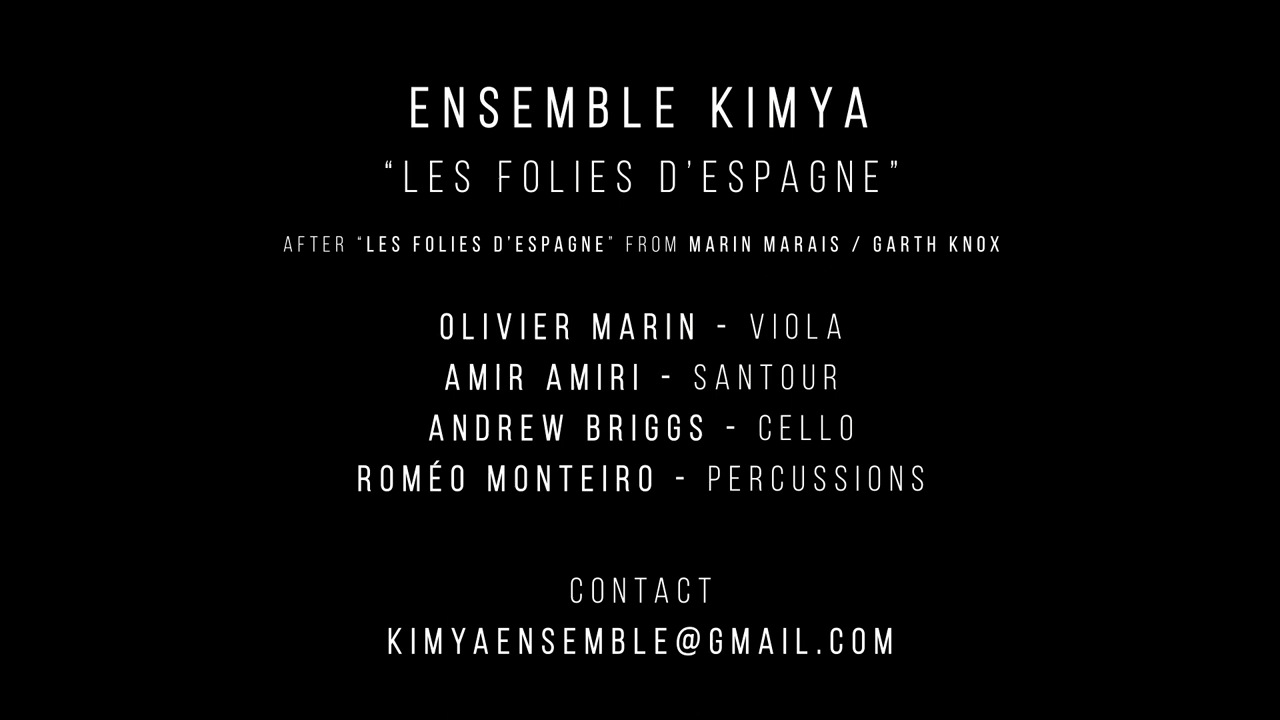 ENSEMBLE KIMYA
“LES FOLIES D’ESPAGNE”
AFTER “LES FOLIES D’ESPAGNE” FROM MARIN MARAIS / GARTH KNOX
OLIVIER MARIN - VIOLA
AMIR AMIRI - SANTOUR
ANDREW BRIGGS - CELLO
ROMÉO MONTEIRO - PERCUSSIONS
CONTACT
KIMYAENSEMBLE@GMAIL.COM